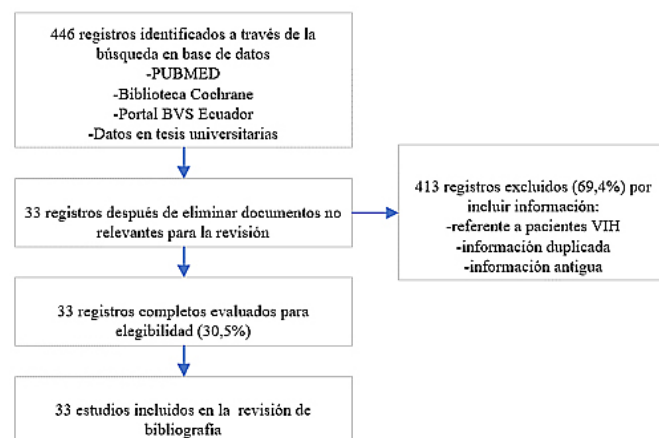 446 registros identificados a través de la
búsqueda en base de datos
-PUBMED
-Biblioteca Cochrane
-Portal BVS Ecuador
-Datos en tesis universitarias
33 registros después de eliminar documentos no
relevantes para la revisión
413 registros excluidos (69,4%) por
incluir información:
-referente a pacientes VIH
-información duplicada
-información antigua
33 registros completos evaluados para
elegibilidad (30,5%)
33 estudios incluidos en la revisión de
bibliografía